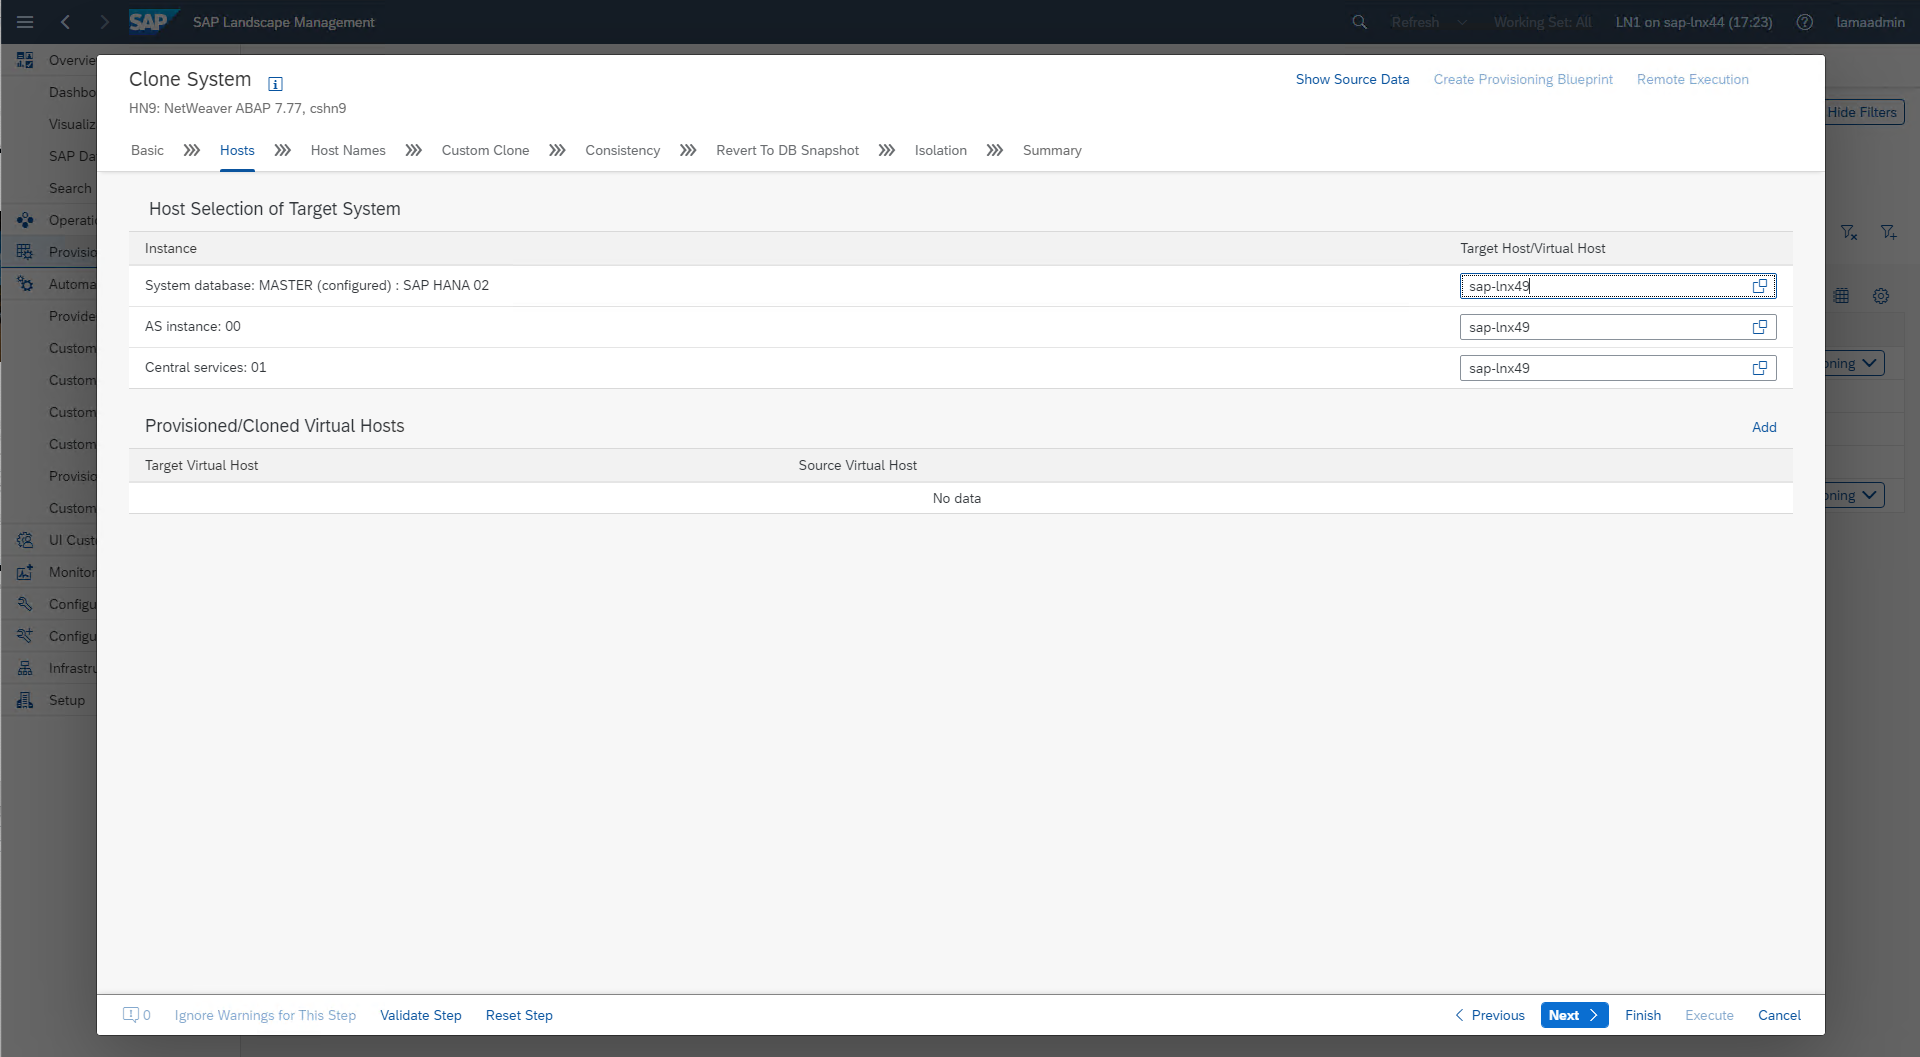 SAP SAP Landscape Management Refresh Working Set: All LN1 on sap-lnx44 (17:23) lamaadmin
Clone System
HN9: NetWeaver ABAP 7.77, cshn9
Show Source Data Create Provisioning Blueprint Remote Execution
Basic Hosts Host Names Custom Clone Consistency Revert To DB Snapshot Isolation Summary
Hide Filters
Overvie
Dashbo
Visualiz
SAP Da
Search
Operati
Provisio
Automa
Provide
Custom
Custom
Custom
Custom
Provisio
Custom
UI Cust
Monitor
Configu
Configu
Infrastru
Setup
Host Selection of Target System
Instance Target Host/Virtual Host
System database: MASTER (configured) : SAP HANA 02 sap-lnx49
AS instance: 00 sap-lnx49
Central services: 01 sap-lnx49
Provisioned/Cloned Virtual Hosts Add
Target Virtual Host Source Virtual Host
No data
oning
oning
0 Ignore Warnings for This Step Validate Step Reset Step Previous Next Finish Execute Cancel